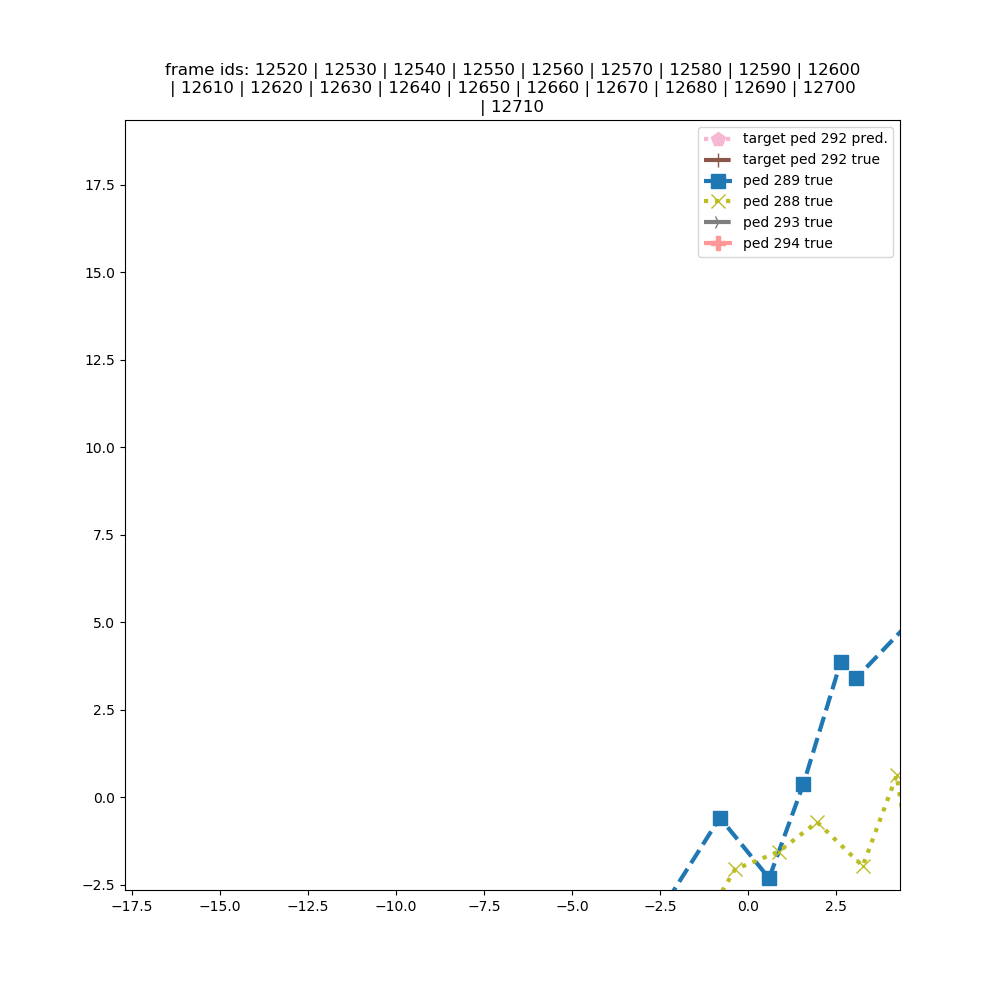 frame ids: 12520 | 12530 | 12540 | 12550 | 12560 | 12570 | 12580 | 12590 | 12600
| 12610 | 12620 | 12630 | 12640 | 12650 | 12660 | 12670 | 12680 | 12690 | 12700
| 12710
target ped 292 pred.
target ped 292 true
ped 289 true
ped 288 true
ped 293 true
ped 294 true
17.5
15.0
12.5
10.0
7.5
5.0
2.5
0.0
−2.5
−17.5 −15.0 −12.5 −10.0 −7.5 −5.0 −2.5 0.0 2.5